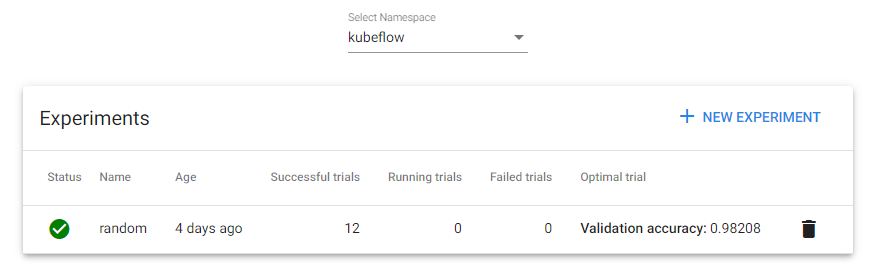 Select Namespace
kubeflow
Experiments
NEW EXPERIMENT
Status Name Age Successful trials Running trials Failed trials Optimal trial
random 4 days ago 12 0 0 Validation accuracy: 0.98208